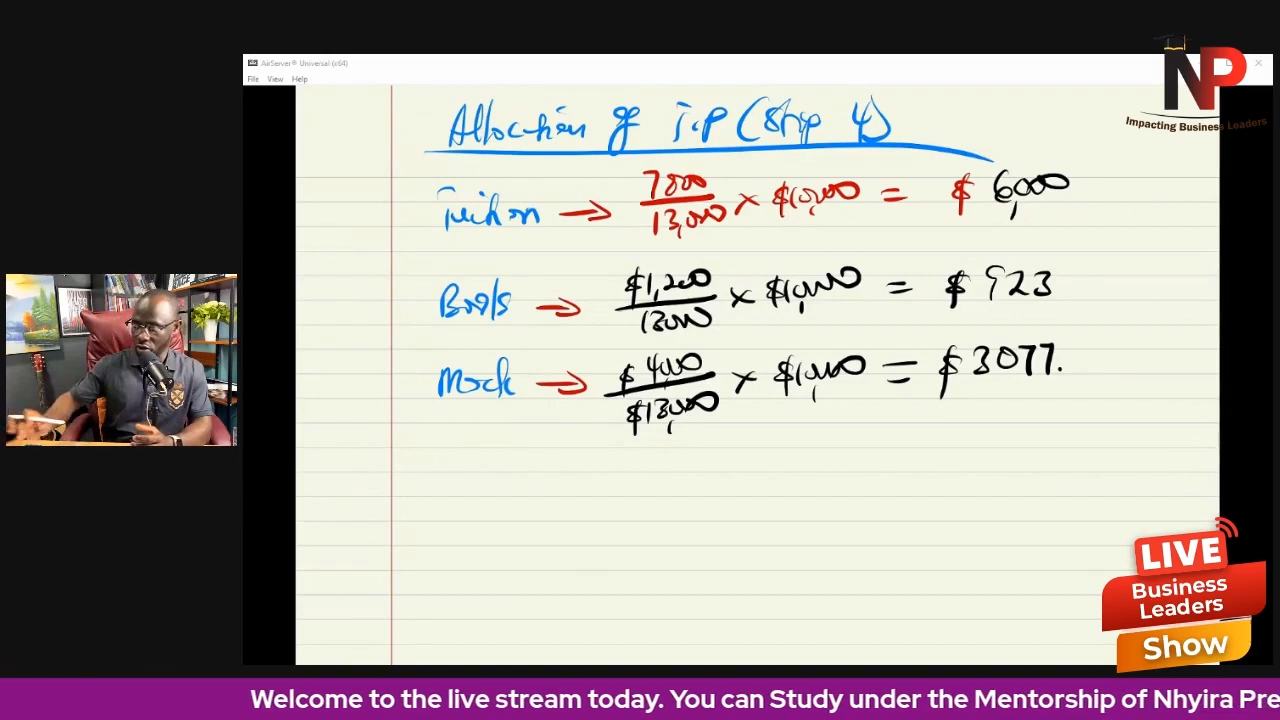 AirServer® Universal (x64)
File View Help
NP
Impacting Business Leaders
Allocation of T.P (Step 4)
Tuition → 7800/13,000 × $10,000 = $ 6,000
Books → $1,200/13000 × $10,000 = $ 923
Mock → $4,000/$13,000 × $10,000 = $ 3077.
LIVE
Business
Leaders
Show
Welcome to the live stream today. You can Study under the Mentorship of Nhyira Pre